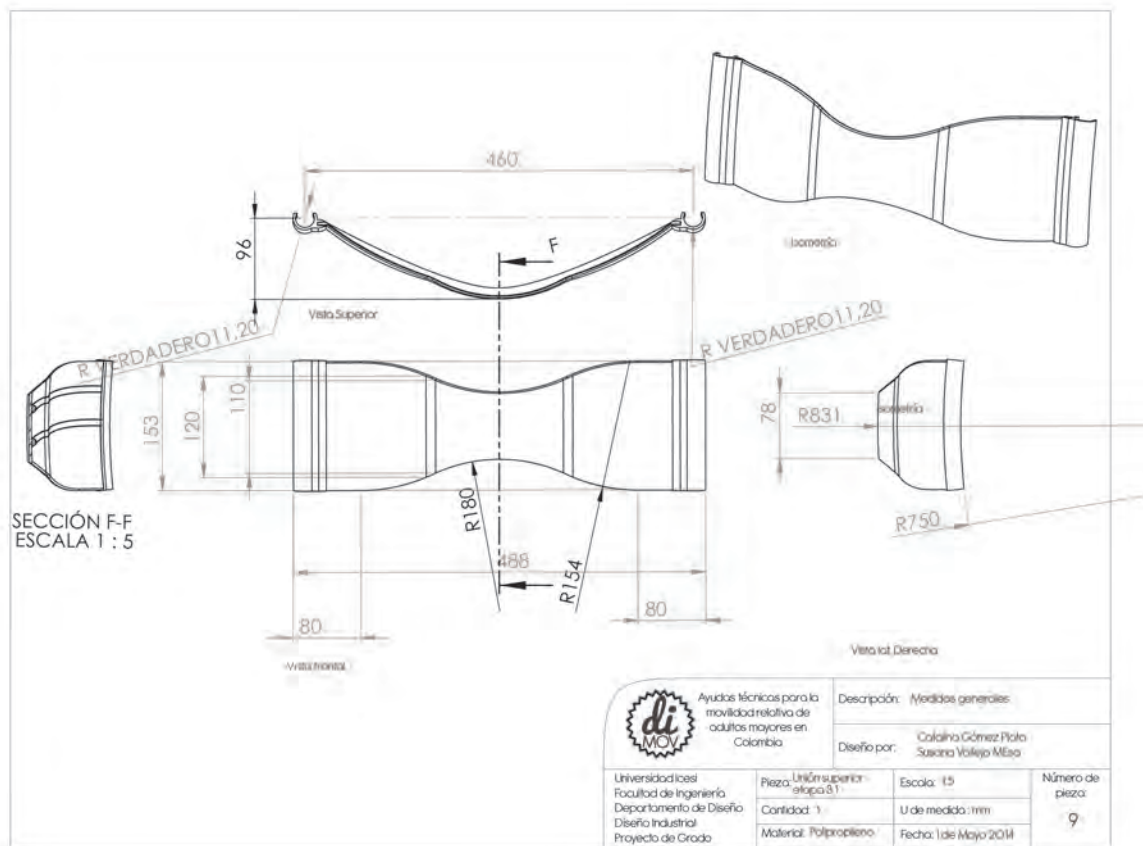 460
96
F
Isometría
Vista Superior
R VERDADERO11,20
R VERDADERO11,20
153
120
110
78
R831
Isometría
R180
R154
R750
SECCIÓN F-F
ESCALA 1 : 5
488
80
80
Vista frontal
Vista lat. Derecha
di
MOV
Ayudas técnicas para la
movilidad relativa de
adultos mayores en
Colombia
Descripción: Medidas generales
Diseño por:
Catalina Gómez Plata
Susana Vallejo MEsa
Universidad Icesi
Facultad de Ingeniería
Departamento de Diseño
Diseño Industrial
Proyecto de Grado
Pieza: Unión superior
etapa 3.1
Cantidad: 1
Material: Polipropileno
Escala: 1:5
U de medida: mm
Fecha: 1 de Mayo 2014
Número de
pieza:
9